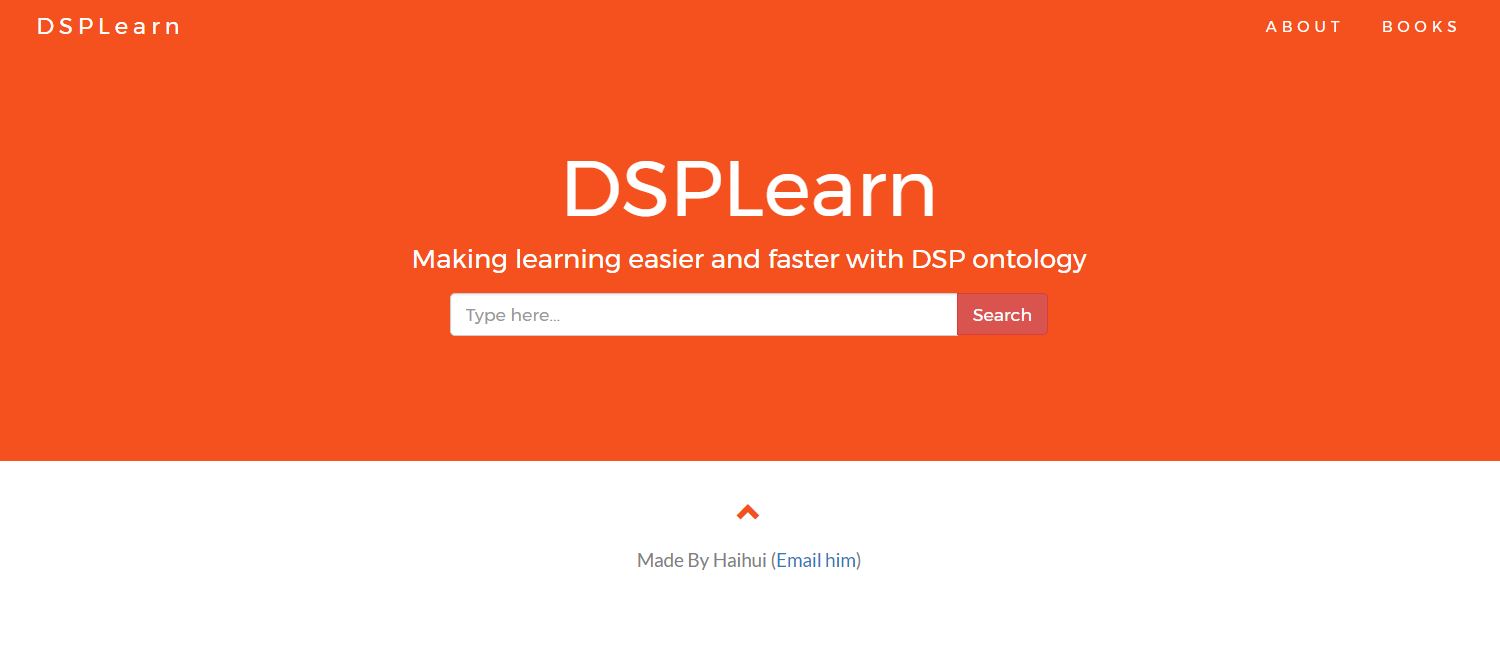 DSPLearn
ABOUT BOOKS
DSPLearn
Making learning easier and faster with DSP ontology
Type here... Search
Made By Haihui (Email him)